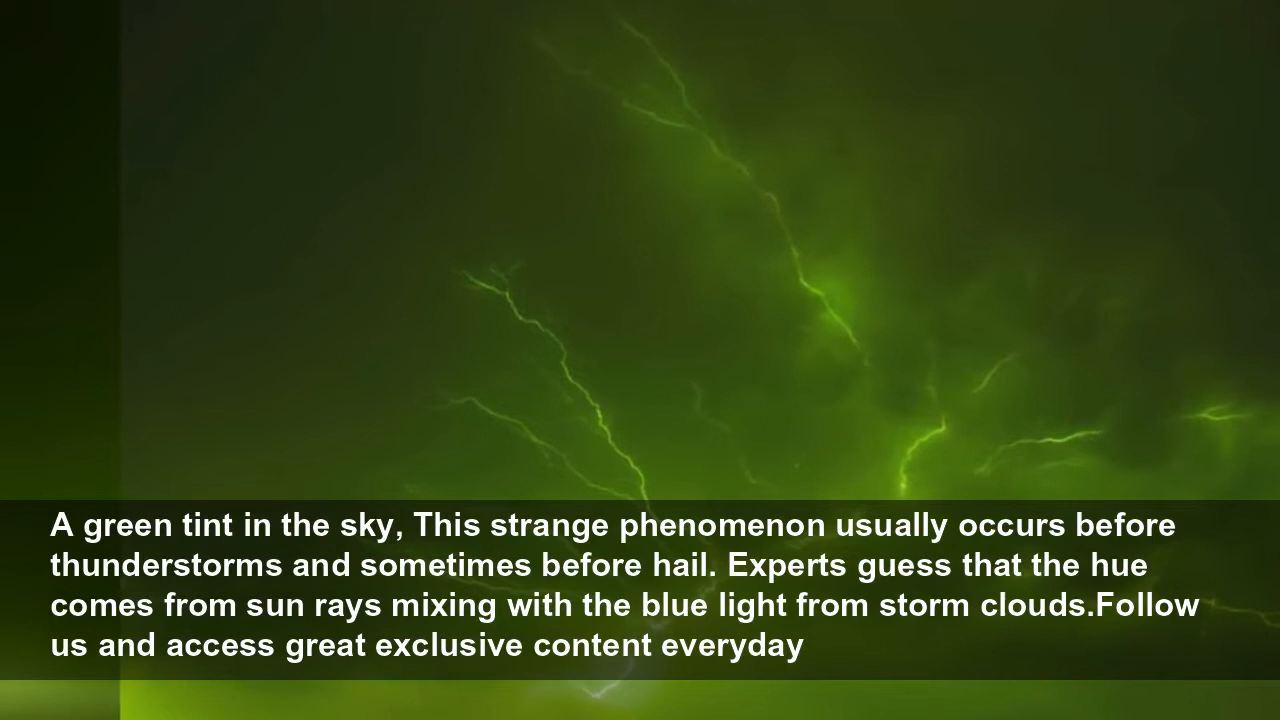 A green tint in the sky, This strange phenomenon usually occurs before
thunderstorms and sometimes before hail. Experts guess that the hue
comes from sun rays mixing with the blue light from storm clouds.Follow
us and access great exclusive content everyday